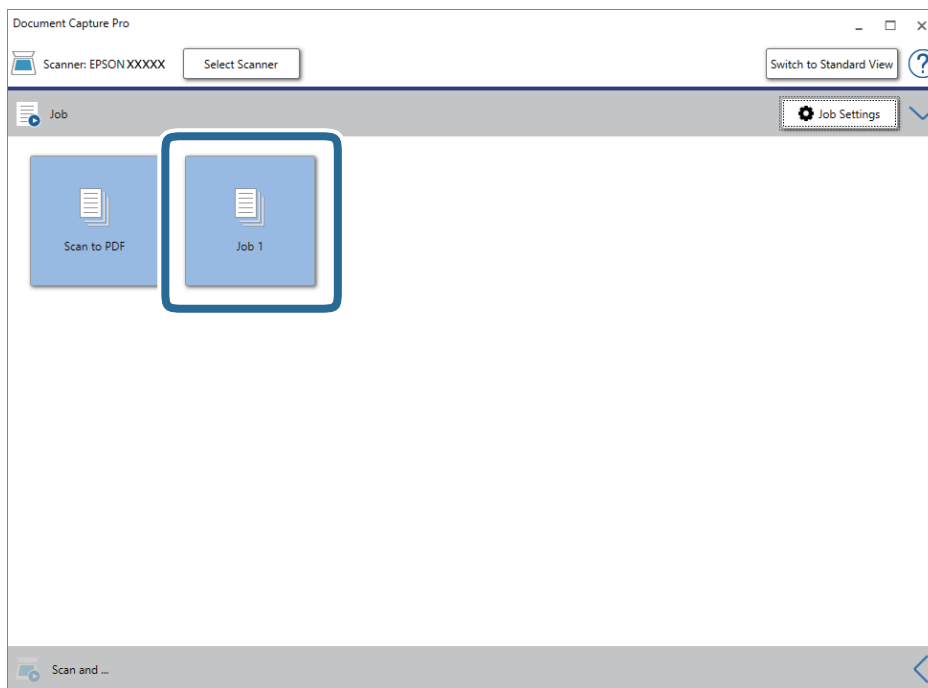 Document Capture Pro
Scanner: EPSON XXXXX
Select Scanner
Switch to Standard View
?
Job
Job Settings
Scan to PDF
Job 1
Scan and ...